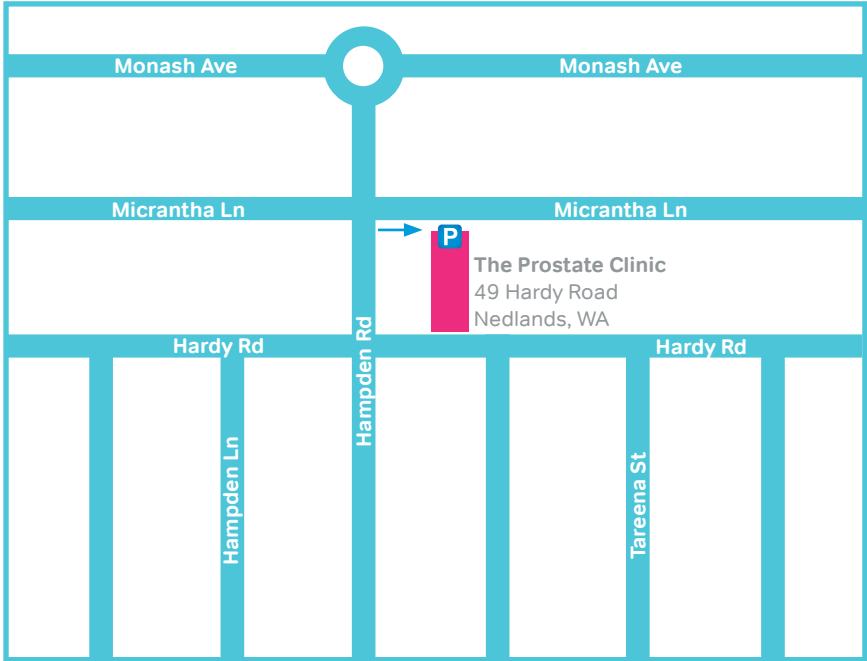 Monash Ave
Monash Ave
Micrantha Ln
Micrantha Ln
P
The Prostate Clinic
49 Hardy Road
Nedlands, WA
Hardy Rd
Hampden Rd
Hardy Rd
Hampden Ln
Tareena St